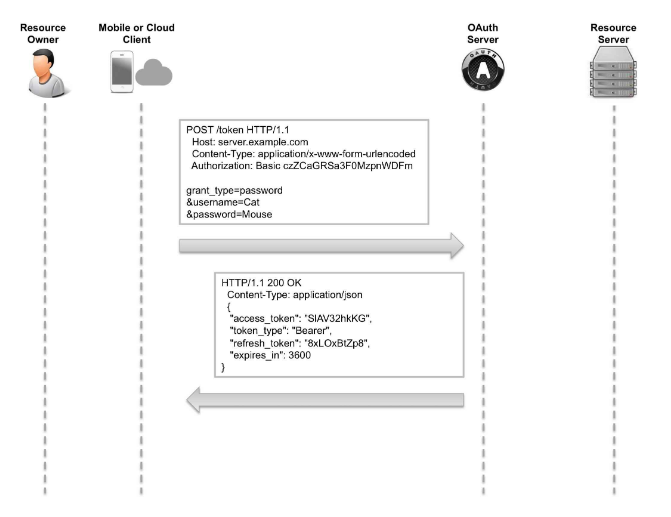 Resource
Owner
Mobile or Cloud
Client
OAuth
Server
Resource
Server
POST /token HTTP/1.1
Host: server.example.com
Content-Type: application/x-www-form-urlencoded
Authorization: Basic czZCaGRSa3F0MzpnWDFm
grant_type=password
&username=Cat
&password=Mouse
HTTP/1.1 200 OK
Content-Type: application/json
{
"access_token": "SlAV32hkKG",
"token_type": "Bearer",
"refresh_token": "8xLOxBtZp8",
"expires_in": 3600
}